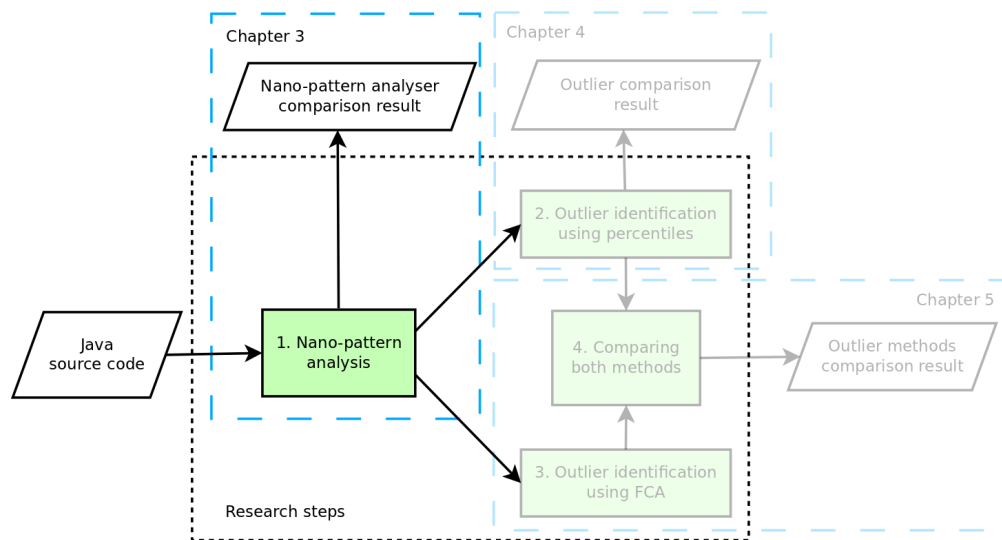 Chapter 3
Nano-pattern analyser
comparison result
Chapter 4
Outlier comparison
result
2. Outlier identification
using percentiles
Chapter 5
Java
source code
1. Nano-pattern
analysis
4. Comparing
both methods
Outlier methods
comparison result
3. Outlier identification
using FCA
Research steps